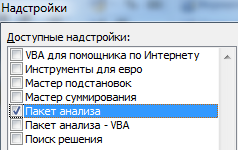 Надстройки
Доступные надстройки:
VBA для помощника по Интернету
Инструменты для евро
Мастер подстановок
Мастер суммирования
Пакет анализа
Пакет анализа - VBA
Поиск решения